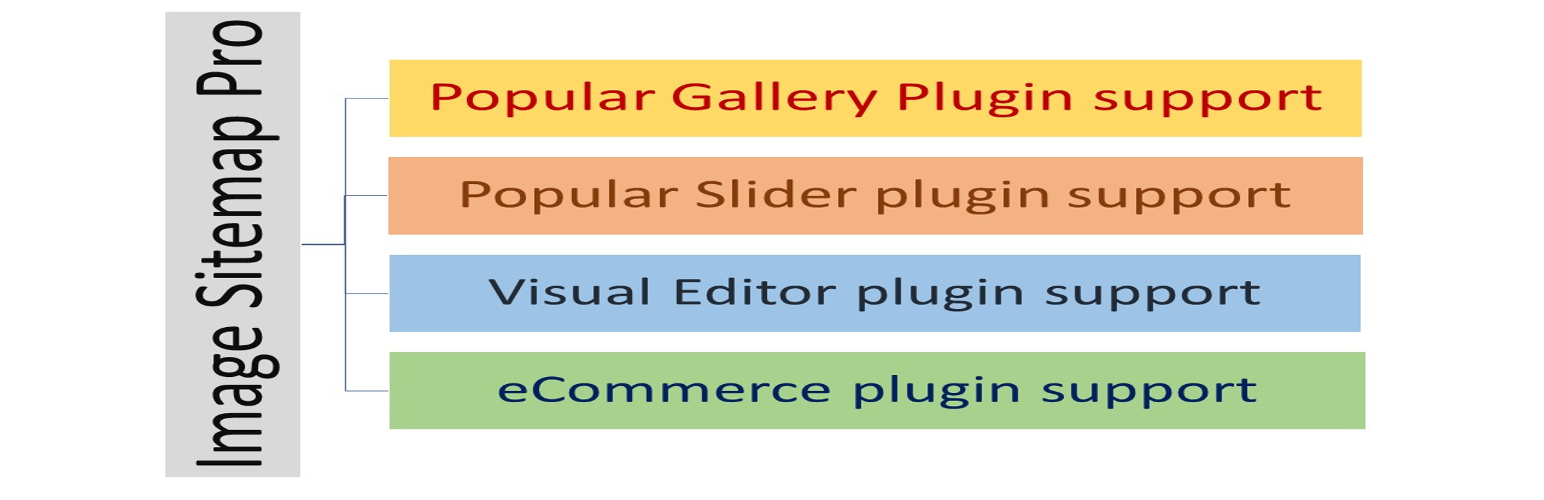 Image Sitemap Pro
Popular Gallery Plugin support
Popular Slider plugin support
Visual Editor plugin support
eCommerce plugin support